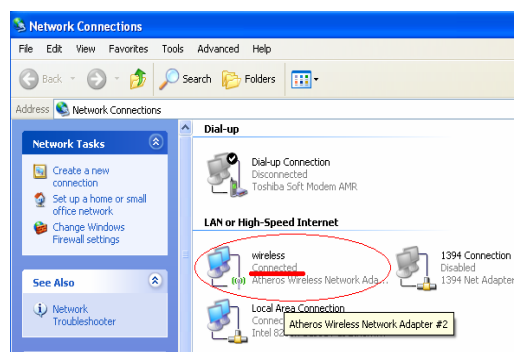 Network Connections
File Edit View Favorites Tools Advanced Help
Back Search Folders
Address Network Connections
Network Tasks
Create a new
connection
Set up a home or small
office network
Change Windows
Firewall settings
See Also
Network
Troubleshooter
Dial-up
Dial-up Connection
Disconnected
Toshiba Soft Modem AMR
LAN or High-Speed Internet
wireless
Connected
Atheros Wireless Network Ada...
1394 Connection
Disabled
1394 Net Adapter
Local Area Connection
Connec
Intel 82
Atheros Wireless Network Adapter #2